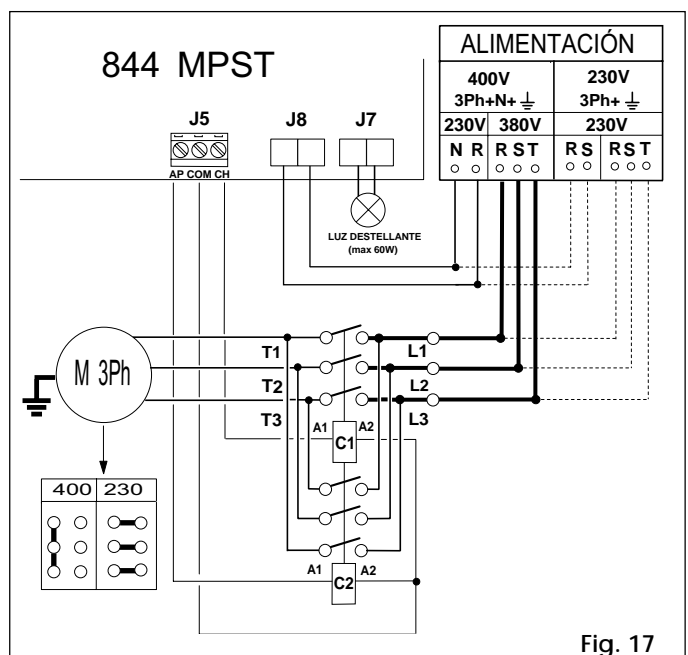 844 MPST
ALIMENTACIÓN
400V
3Ph+N+
230V
3Ph+
230V 380V
230V
N R R S T
R S R S T
J5
J8
J7
AP COM CH
LUZ DESTELLANTE
(max 60W)
M 3Ph
T1
L1
T2
L2
T3
L3
A1
A2
C1
A1
A2
C2
400 230
Fig. 17